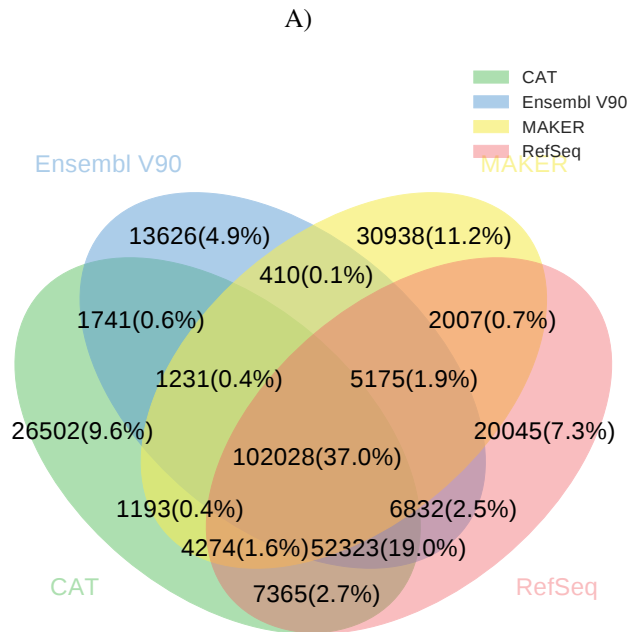 A)
CAT
Ensembl V90
MAKER
RefSeq
Ensembl V90
MAKER
13626(4.9%)
30938(11.2%)
410(0.1%)
1741(0.6%)
2007(0.7%)
1231(0.4%)
5175(1.9%)
26502(9.6%)
20045(7.3%)
102028(37.0%)
1193(0.4%)
6832(2.5%)
4274(1.6%)
52323(19.0%)
CAT
7365(2.7%)
RefSeq